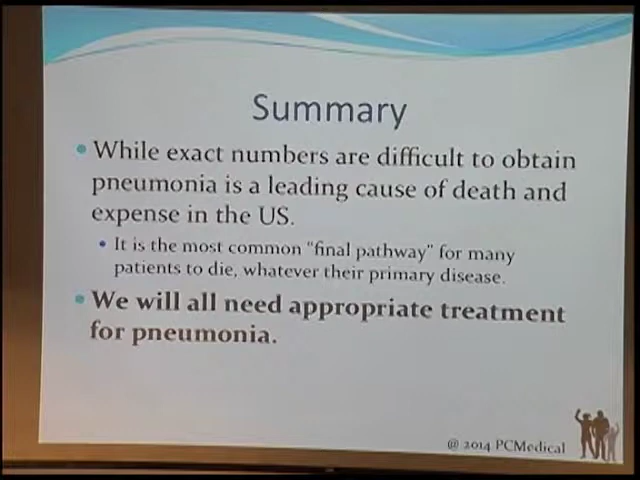 Summary
• While exact numbers are difficult to obtain
pneumonia is a leading cause of death and
expense in the US.
• It is the most common "final pathway" for many
patients to die, whatever their primary disease.
• We will all need appropriate treatment
for pneumonia.
@ 2014 PCMedical